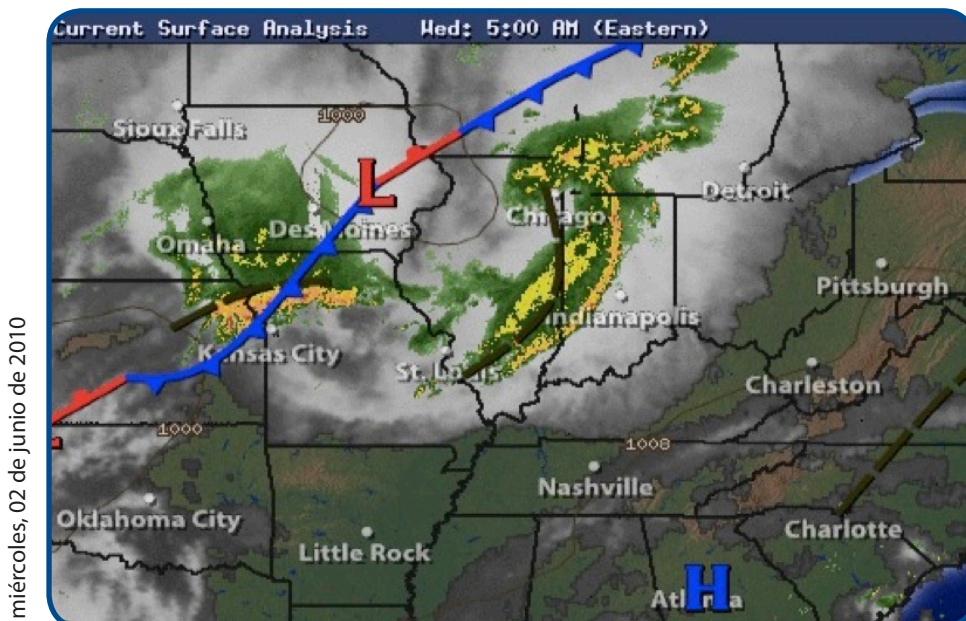 Current Surface Analysis Wed: 5:00 AM (Eastern)
1000
Sioux Falls
L
Detroit
Chicago
Des Moines
Omaha
Pittsburgh
Indianapolis
Kansas City
St. Louis
Charleston
1000
1008
Nashville
Oklahoma City
Charlotte
Little Rock
H
Atlanta
miércoles, 02 de junio de 2010